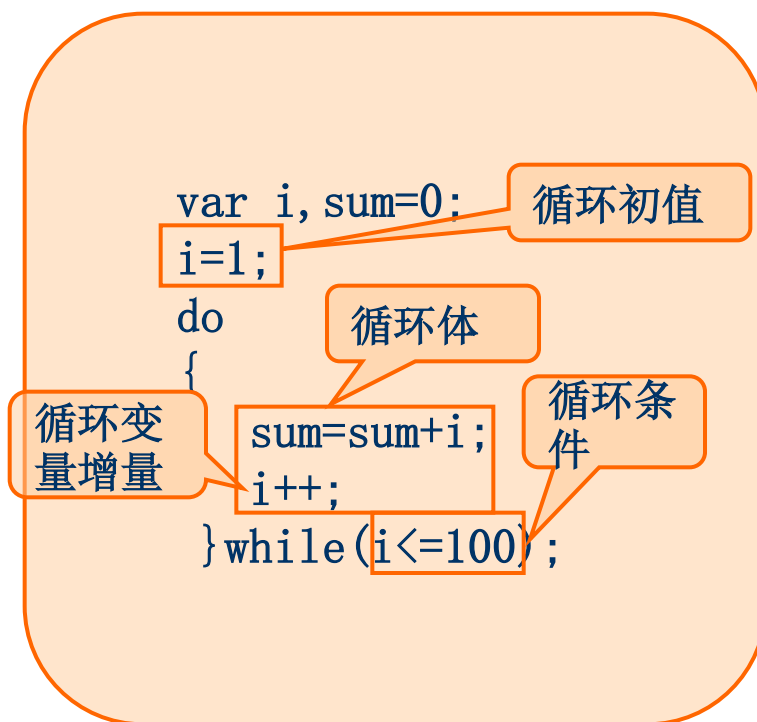 var i,sum=0;
循环初值
i=1;
do
循环体
{
循环变
量增量
循环条
件
sum=sum+i;
i++;
}while(i<=100);